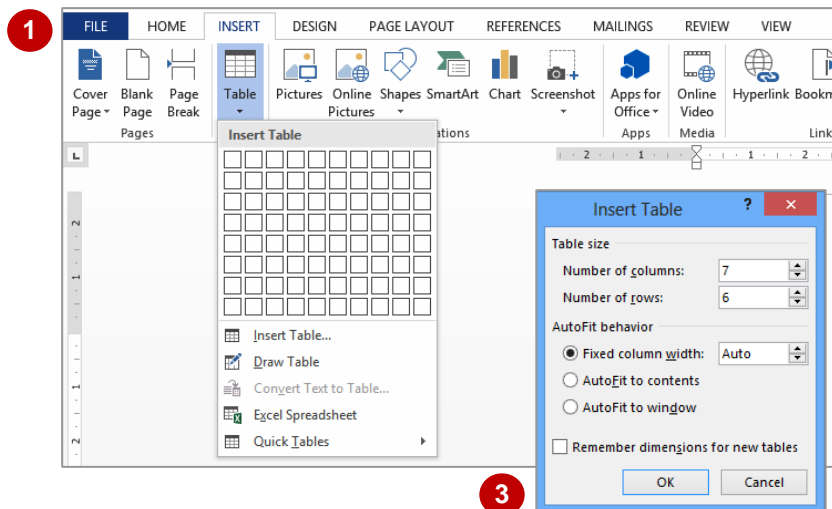 1
FILE HOME INSERT DESIGN PAGE LAYOUT REFERENCES MAILINGS REVIEW VIEW
Cover Blank Page Table Pictures Online Shapes SmartArt Chart Screenshot Apps for Online Hyperlink Bookm
Page Page Break Pictures Office Video
Pages ations Apps Media Link
Insert Table
L 2 1 1 2
2
1
1
2
Insert Table...
Draw Table
Convert Text to Table...
Excel Spreadsheet
Quick Tables
Insert Table ? ×
Table size
Number of columns: 7
Number of rows: 6
AutoFit behavior
Fixed column width: Auto
AutoFit to contents
AutoFit to window
Remember dimensions for new tables
OK Cancel
3